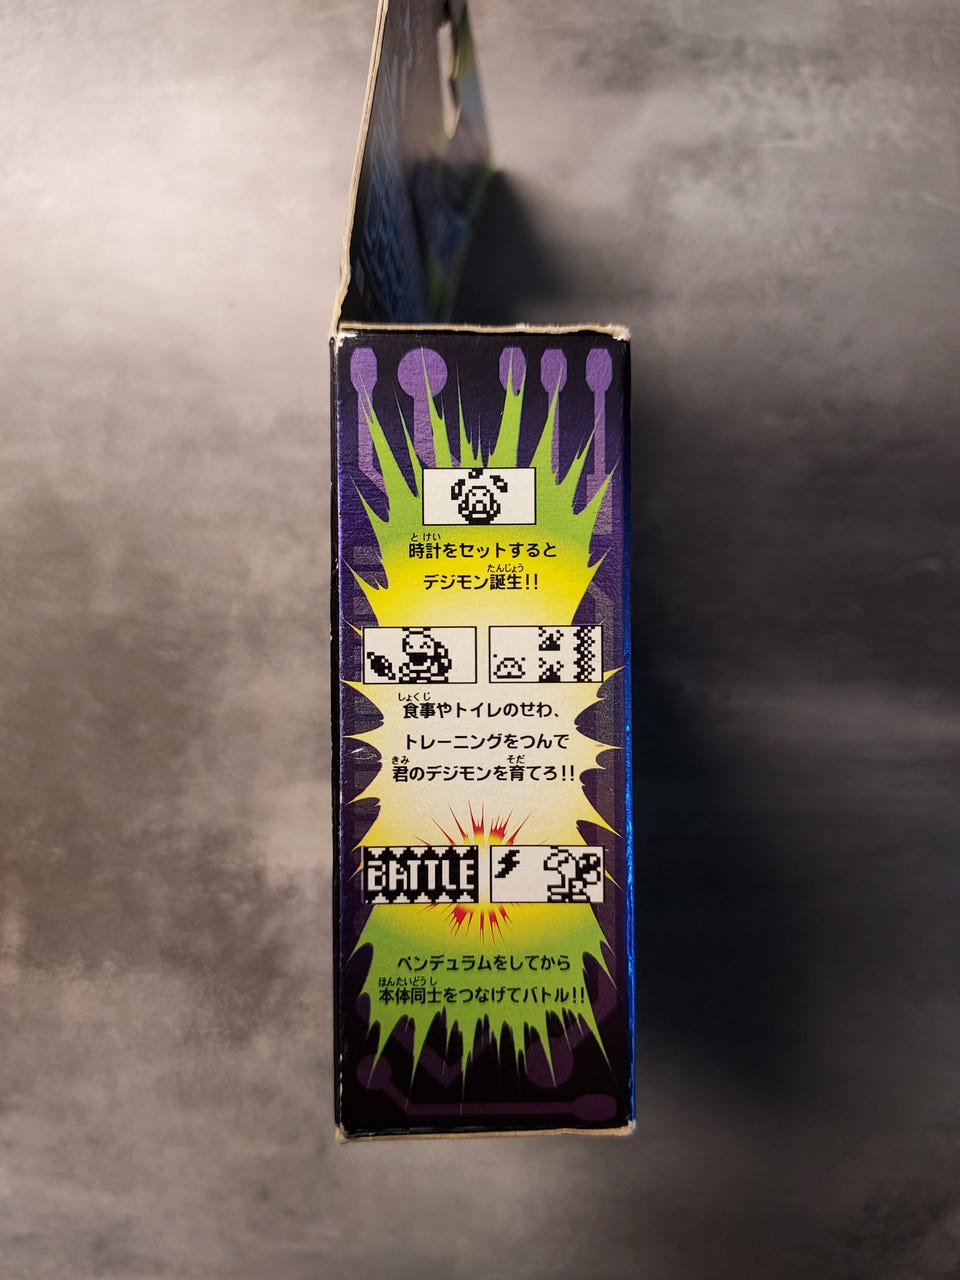 時計をセットすると
デジモン誕生!!
食事やトイレのせわ、
トレーニングをつんで
君のデジモンを育てろ!!
BATTLE
ペンデュラムをしてから
本体同士をつなげてバトル!!